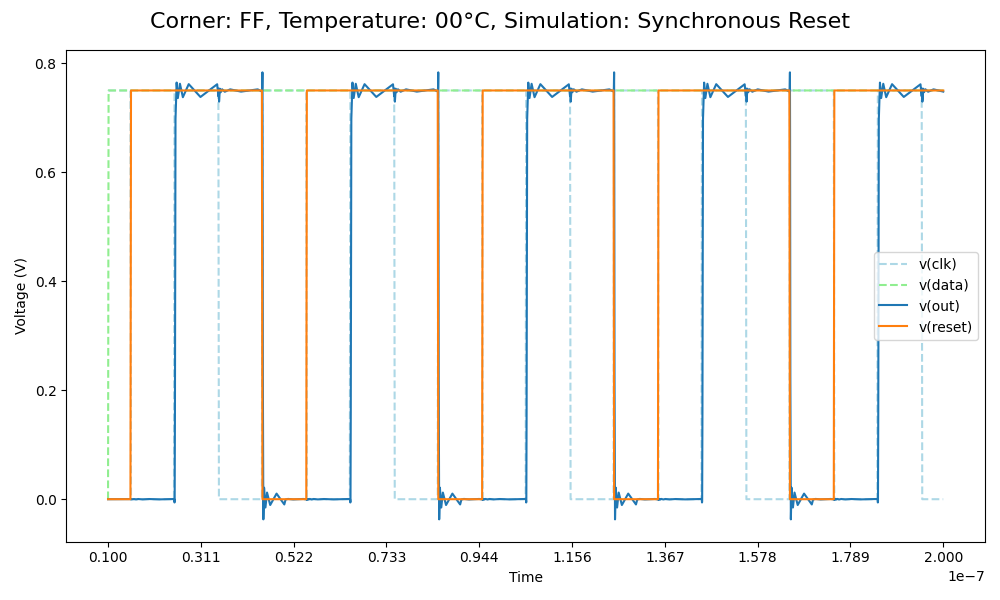 Corner: FF, Temperature: 00°C, Simulation: Synchronous Reset
0.8
0.6
0.4
0.2
0.0
Voltage (V)
v(clk)
v(data)
v(out)
v(reset)
0.100 0.311 0.522 0.733 0.944 1.156 1.367 1.578 1.789 2.000
1e−7
Time